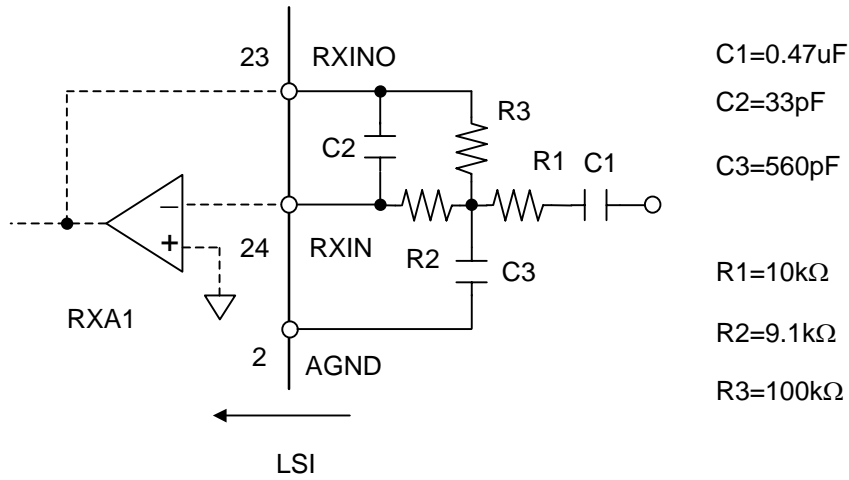 23 RXINO
C1=0.47uF
C2=33pF
R3
C2
R1 C1
C3=560pF
−
+
24 RXIN
R2
C3
R1=10kΩ
RXA1
R2=9.1kΩ
2 AGND
R3=100kΩ
LSI